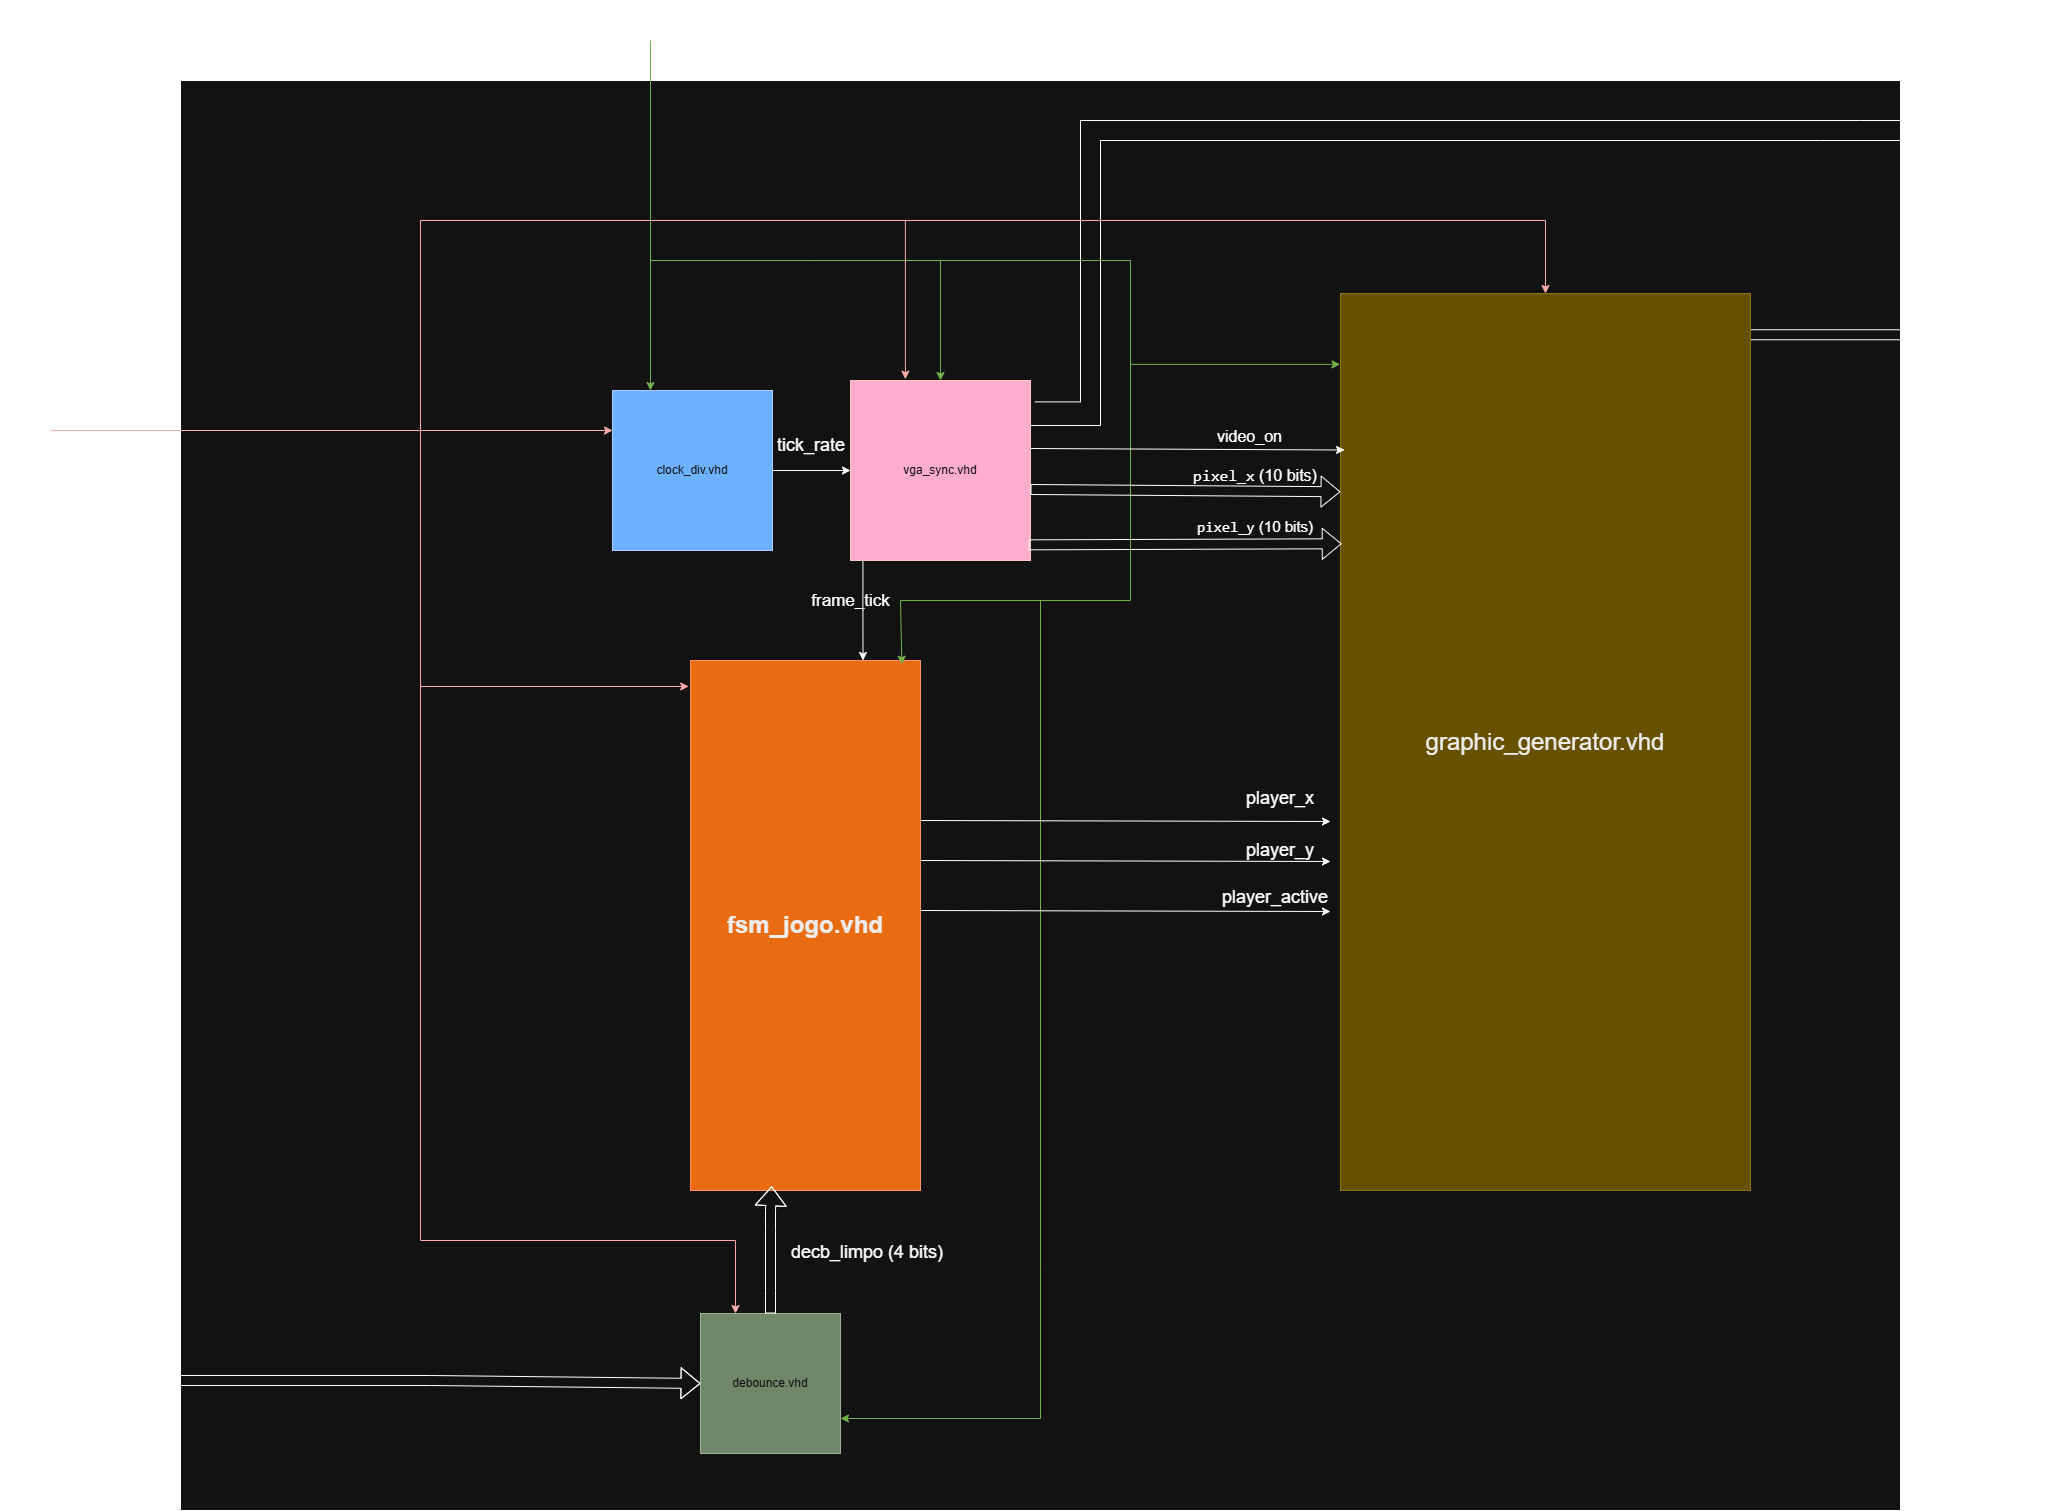 video_on
tick_rate
clock_div.vhd
vga_sync.vhd
pixel_x (10 bits)
pixel_y (10 bits)
frame_tick
graphic_generator.vhd
player_x
player_y
player_active
fsm_jogo.vhd
decb_limpo (4 bits)
debounce.vhd